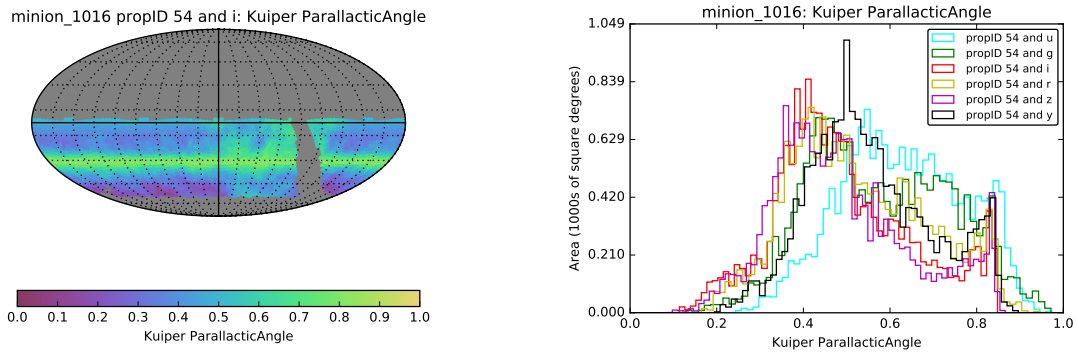 minion_1016 propID 54 and i: Kuiper ParallacticAngle
0.0 0.1 0.2 0.3 0.4 0.5 0.6 0.7 0.8 0.9 1.0
Kuiper ParallacticAngle
minion_1016: Kuiper ParallacticAngle
Area (1000s of square degrees)
1.049
0.839
0.629
0.420
0.210
0.000
0.0 0.2 0.4 0.6 0.8 1.0
Kuiper ParallacticAngle
propID 54 and u
propID 54 and g
propID 54 and i
propID 54 and r
propID 54 and z
propID 54 and y